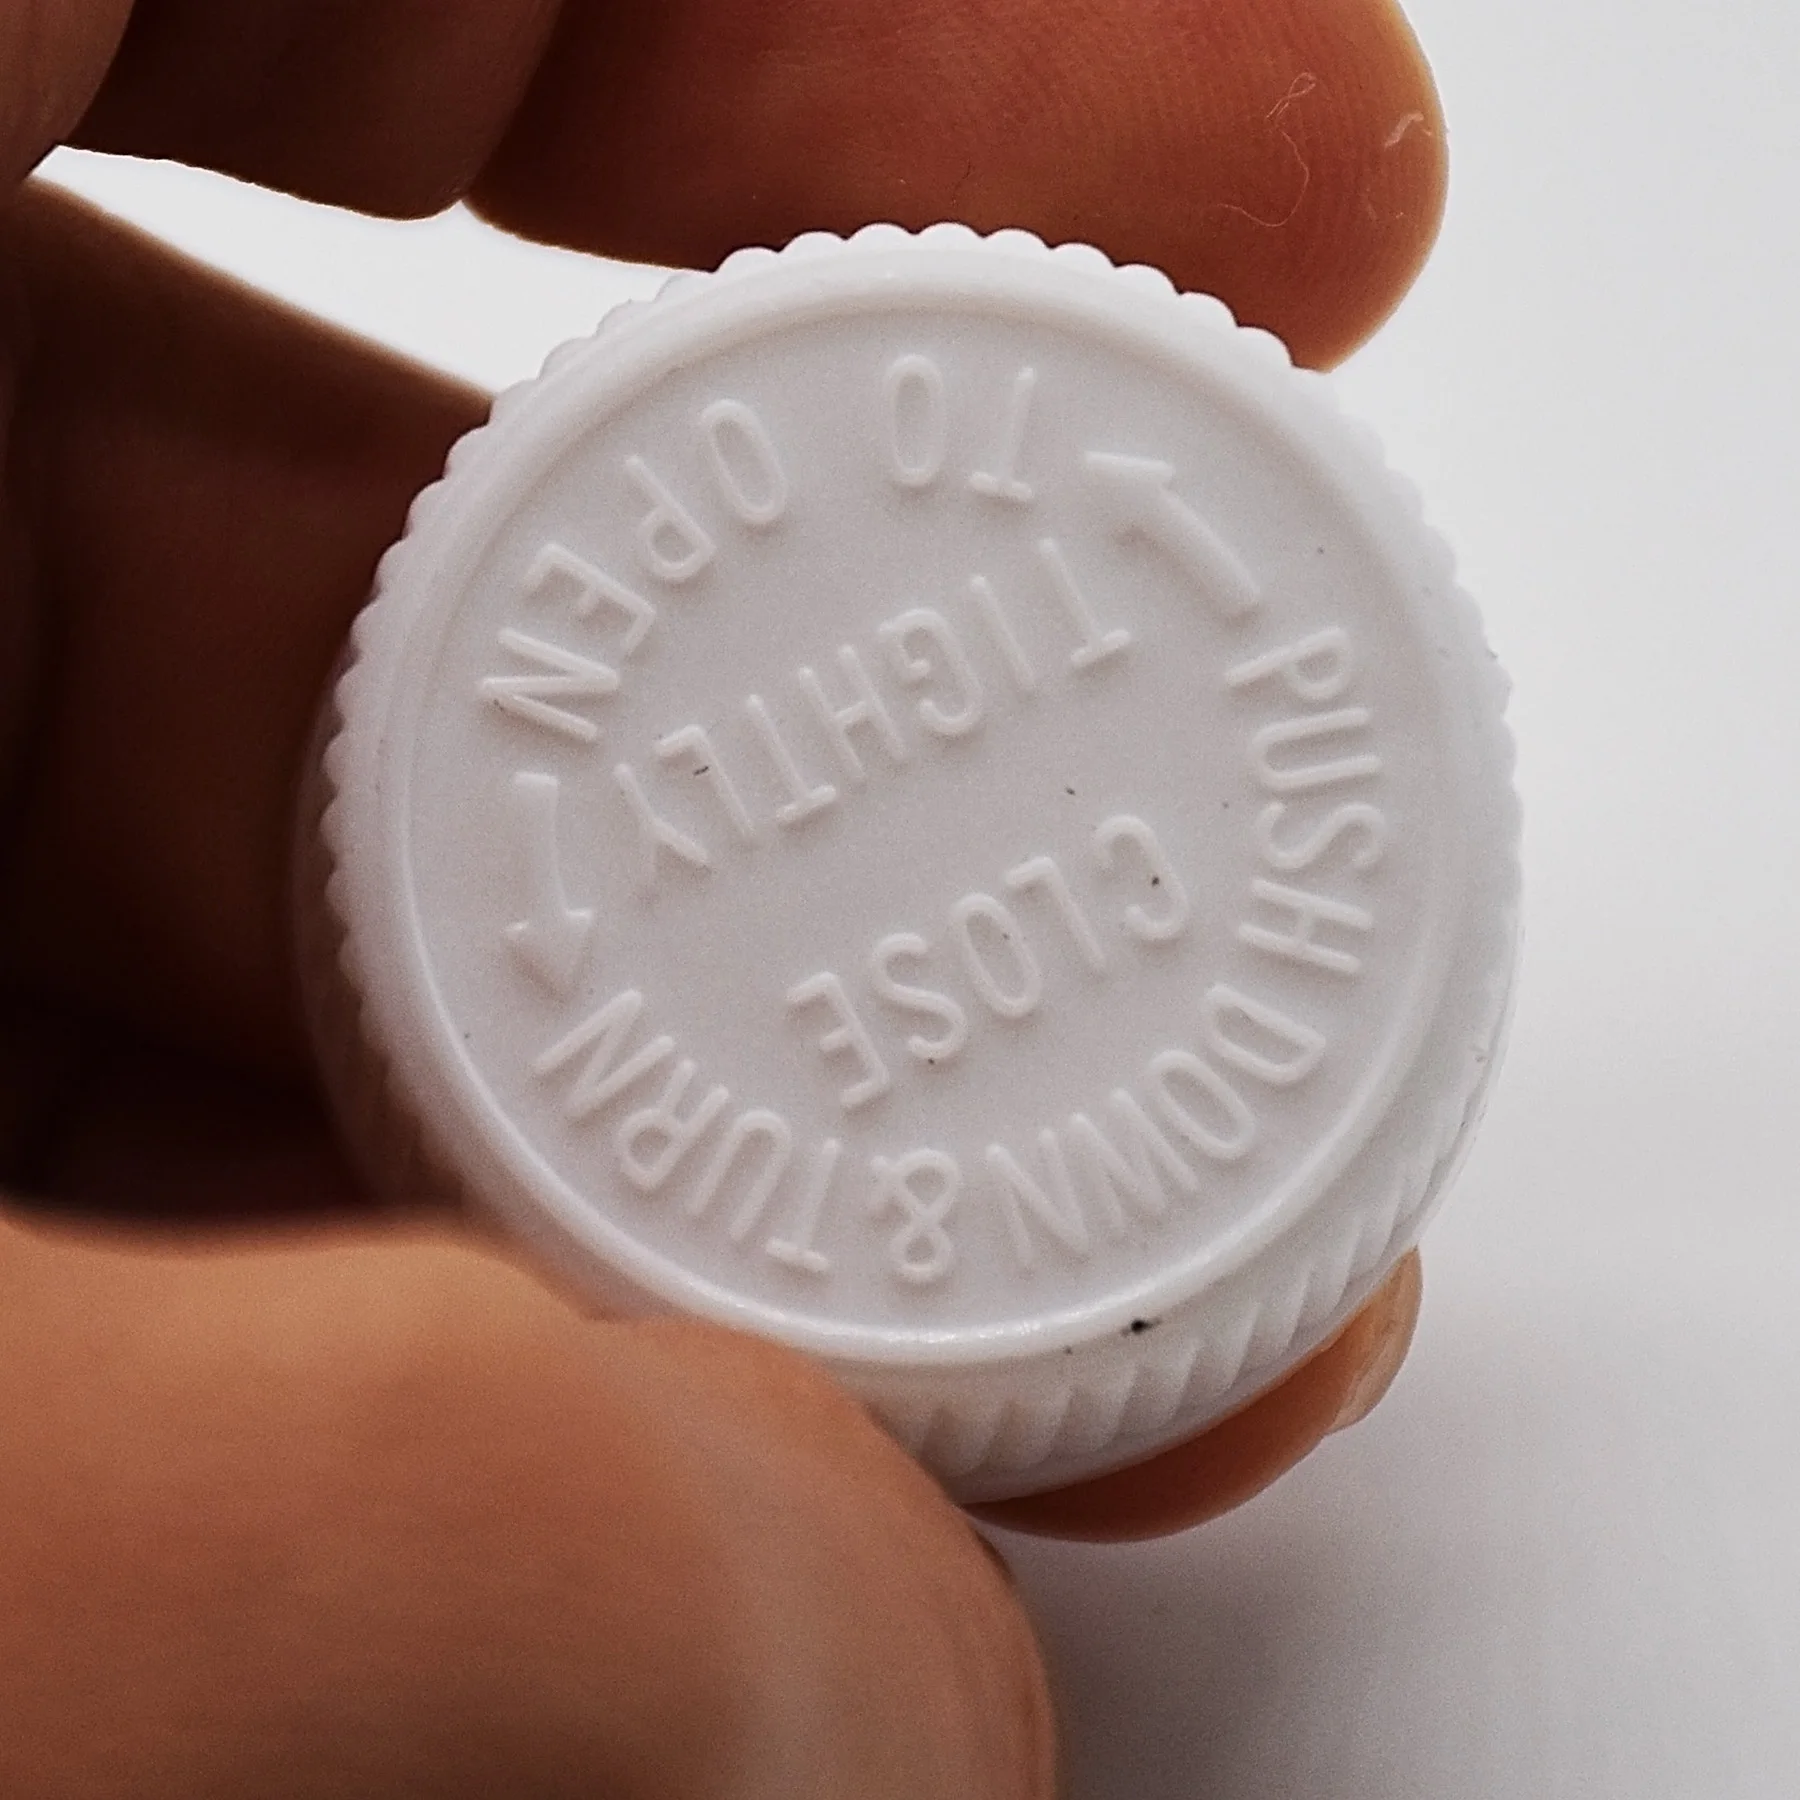 PUSH DOWN & TURN
TO OPEN
CLOSE
TIGHTLY